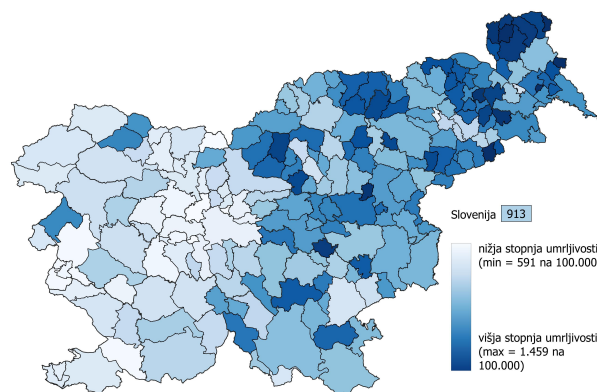 Slovenija 913
nižja stopnja umrljivosti
(min = 591 na 100.000
višja stopnja umrljivosti
(max = 1.459 na
100.000)